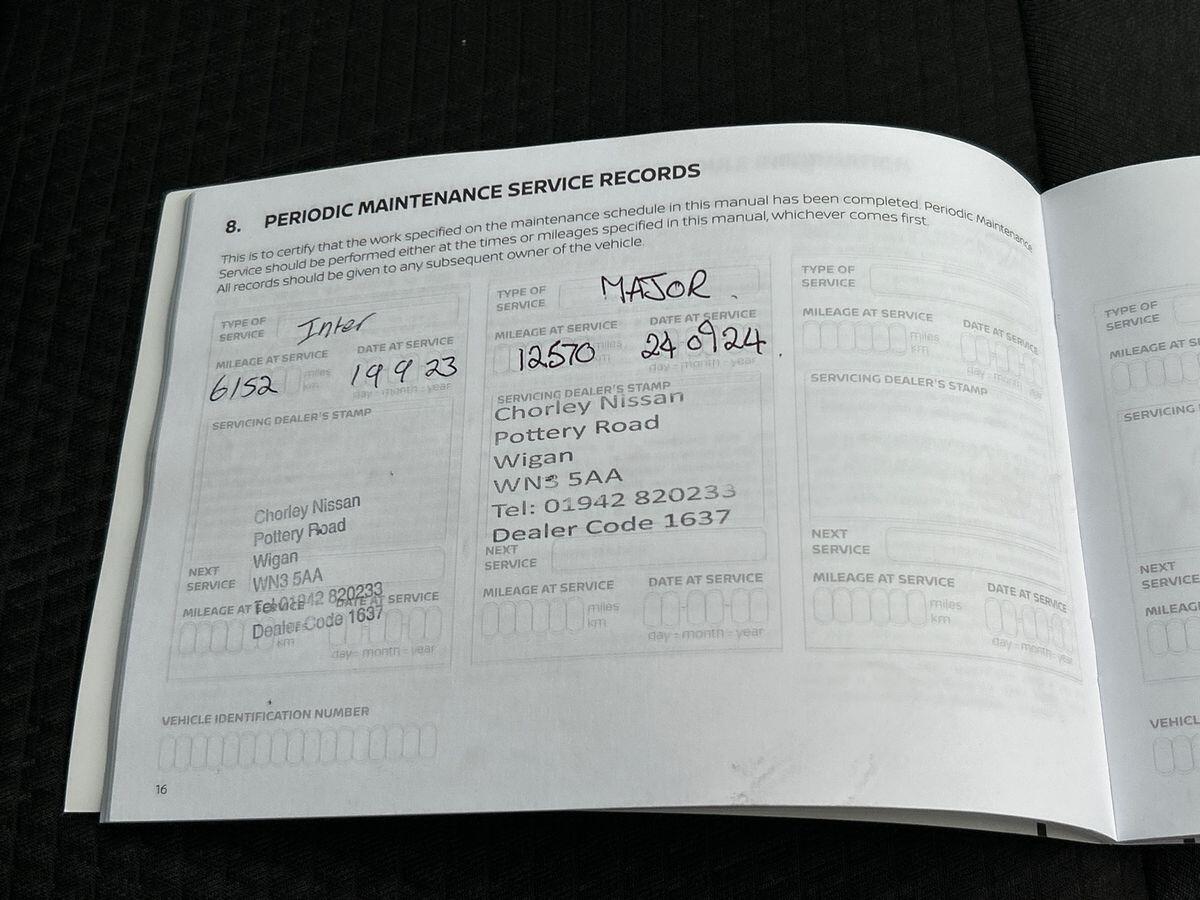 8. PERIODIC MAINTENANCE SERVICE RECORDS
This is to certify that the work specified on the maintenance schedule in this manual has been completed. Periodic Maintenance
Service should be performed either at the times or mileages specified in this manual, whichever comes first.
All records should be given to any subsequent owner of the vehicle.
TYPE OF
SERVICE
Inter
MILEAGE AT SERVICE
DATE AT SERVICE
6152
miles
km
19 9 23
day - month - year
SERVICING DEALER'S STAMP
Chorley Nissan
Pottery Road
Wigan
WN3 5AA
Tel: 01942 820233
Dealer Code 1637
NEXT
SERVICE
MILEAGE AT SERVICE
DATE AT SERVICE
km
day - month - year
VEHICLE IDENTIFICATION NUMBER
16
TYPE OF
SERVICE
MAJOR
MILEAGE AT SERVICE
DATE AT SERVICE
12570
miles
km
24 09 24
day - month - year
SERVICING DEALER'S STAMP
Chorley Nissan
Pottery Road
Wigan
WN3 5AA
Tel: 01942 820233
Dealer Code 1637
NEXT
SERVICE
MILEAGE AT SERVICE
DATE AT SERVICE
miles
km
day - month - year
TYPE OF
SERVICE
MILEAGE AT SERVICE
DATE AT SERVICE
miles
km
day - month - year
SERVICING DEALER'S STAMP
NEXT
SERVICE
MILEAGE AT SERVICE
DATE AT SERVICE
miles
km
day - month - year
TYPE OF
SERVICE
MILEAGE AT SE
SERVICING
NEXT
SERVICE
MILEAG
VEHICL